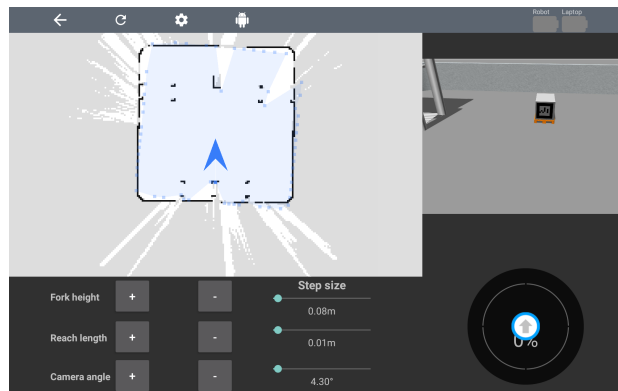 Robot Laptop
Fork height + -
Step size
0.08m
Reach length + -
0.01m
Camera angle + -
4.30°
0%